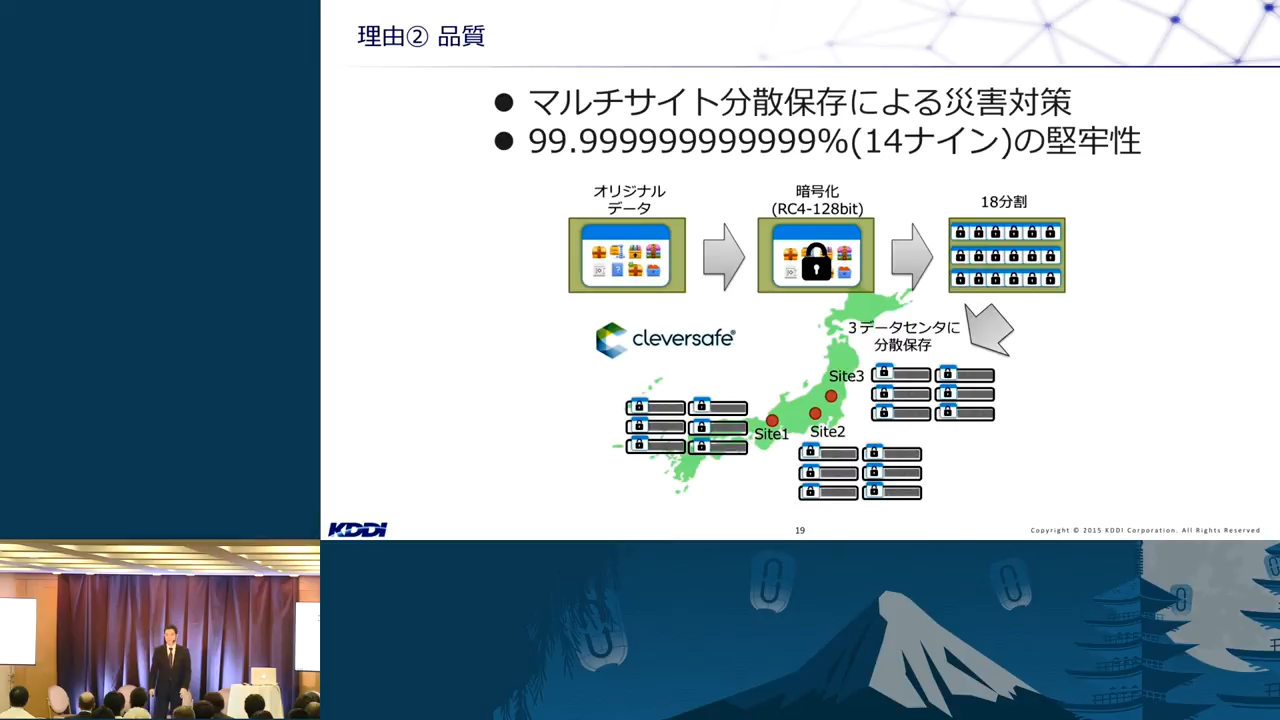 理由② 品質
● マルチサイト分散保存による災害対策
● 99.999999999999%(14ナイン)の堅牢性
オリジナル
データ
暗号化
(RC4-128bit)
18分割
cleversafe®
3データセンタに
分散保存
Site3
Site1
Site2
KDDI
19
Copyright © 2015 KDDI Corporation. All Rights Reserved